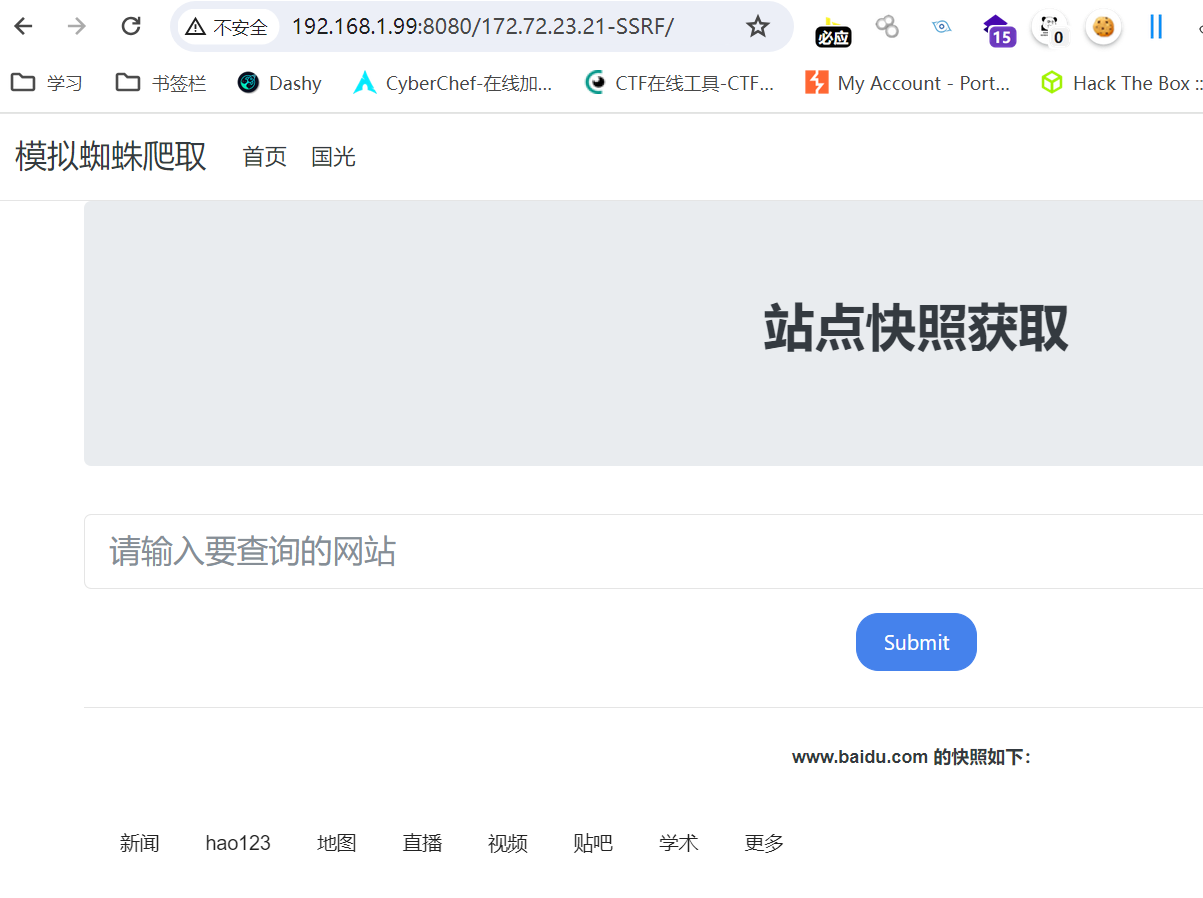 不安全 192.168.1.99:8080/172.72.23.21-SSRF/ 必应 15 0
学习 书签栏 Dashy CyberChef-在线加... CTF在线工具-CTF... My Account - Port... Hack The Box ::
模拟蜘蛛爬取 首页 国光
站点快照获取
请输入要查询的网站
Submit
www.baidu.com 的快照如下：
新闻 hao123 地图 直播 视频 贴吧 学术 更多